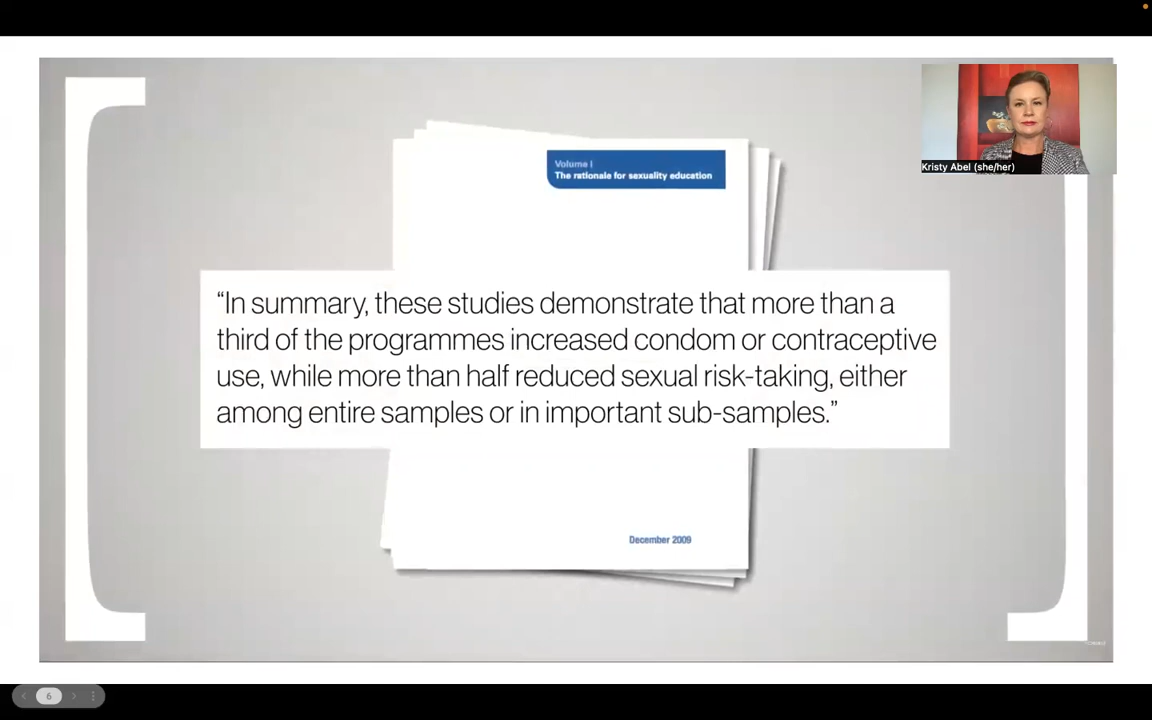 Volume I
The rationale for sexuality education
Kristy Abel (she/her)
“In summary, these studies demonstrate that more than a
third of the programmes increased condom or contraceptive
use, while more than half reduced sexual risk-taking, either
among entire samples or in important sub-samples.”
December 2009
6